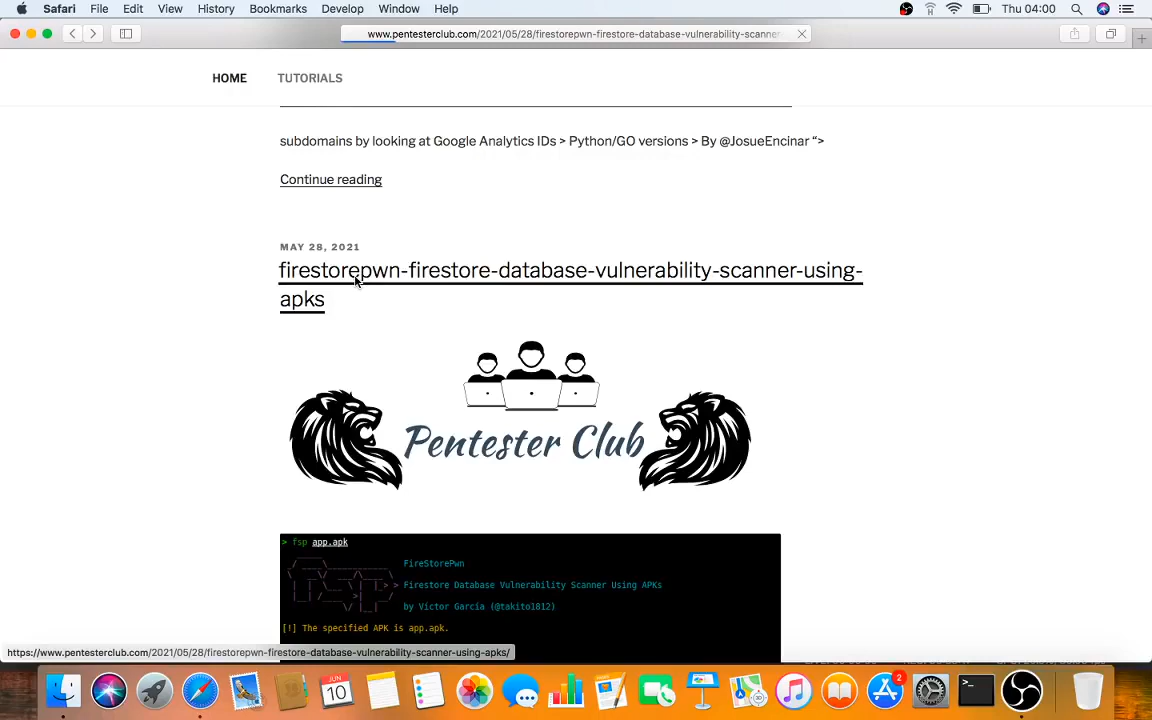 Safari File Edit View History Bookmarks Develop Window Help Thu 04:00
www.pentesterclub.com/2021/05/28/firestorepwn-firestore-database-vulnerability-scanner
HOME TUTORIALS
subdomains by looking at Google Analytics IDs > Python/GO versions > By @JosueEncinar “>
Continue reading
MAY 28, 2021
firestorepwn-firestore-database-vulnerability-scanner-using-
apks
Pentester Club
> fsp app.apk
FireStorePwn
Firestore Database Vulnerability Scanner Using APKs
by Victor Garcia (@takito1812)
[!] The specified APK is app.apk.
https://www.pentesterclub.com/2021/05/28/firestorepwn-firestore-database-vulnerability-scanner-using-apks/
JUN
10
2